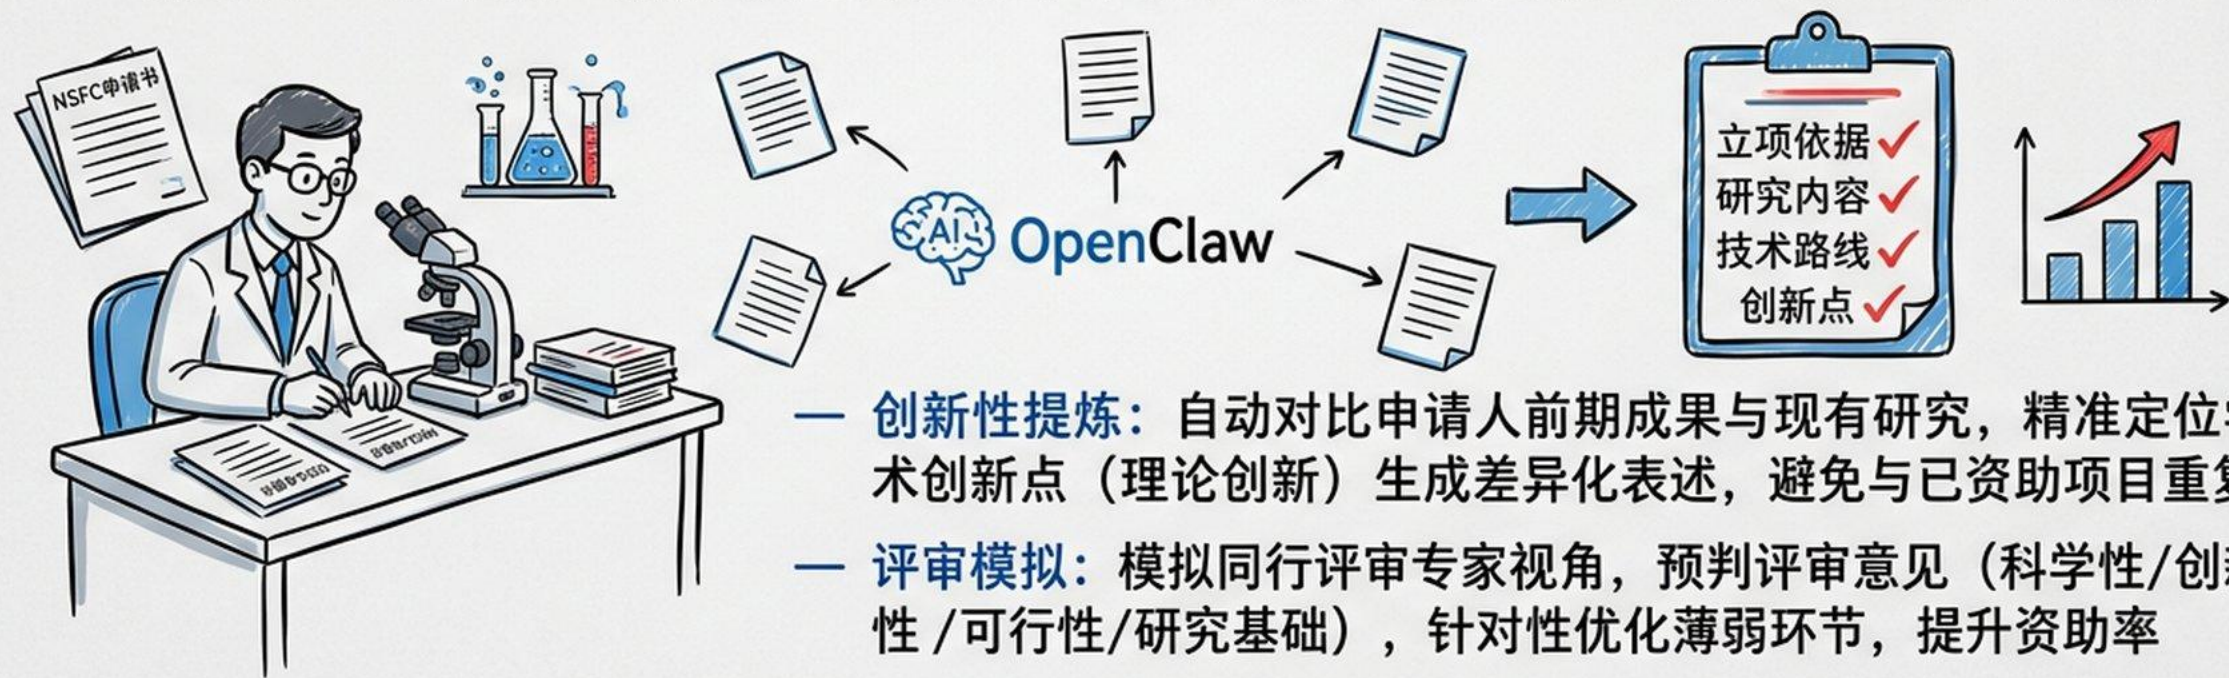 NSFC申请书
AI
OpenClaw
立项依据
研究内容
技术路线
创新点
— 创新性提炼：自动对比申请人前期成果与现有研究，精准定位
术创新点（理论创新）生成差异化表述，避免与已资助项目重复
— 评审模拟：模拟同行评审专家视角，预判评审意见（科学性/创
性 /可行性/研究基础），针对性优化薄弱环节，提升资助率